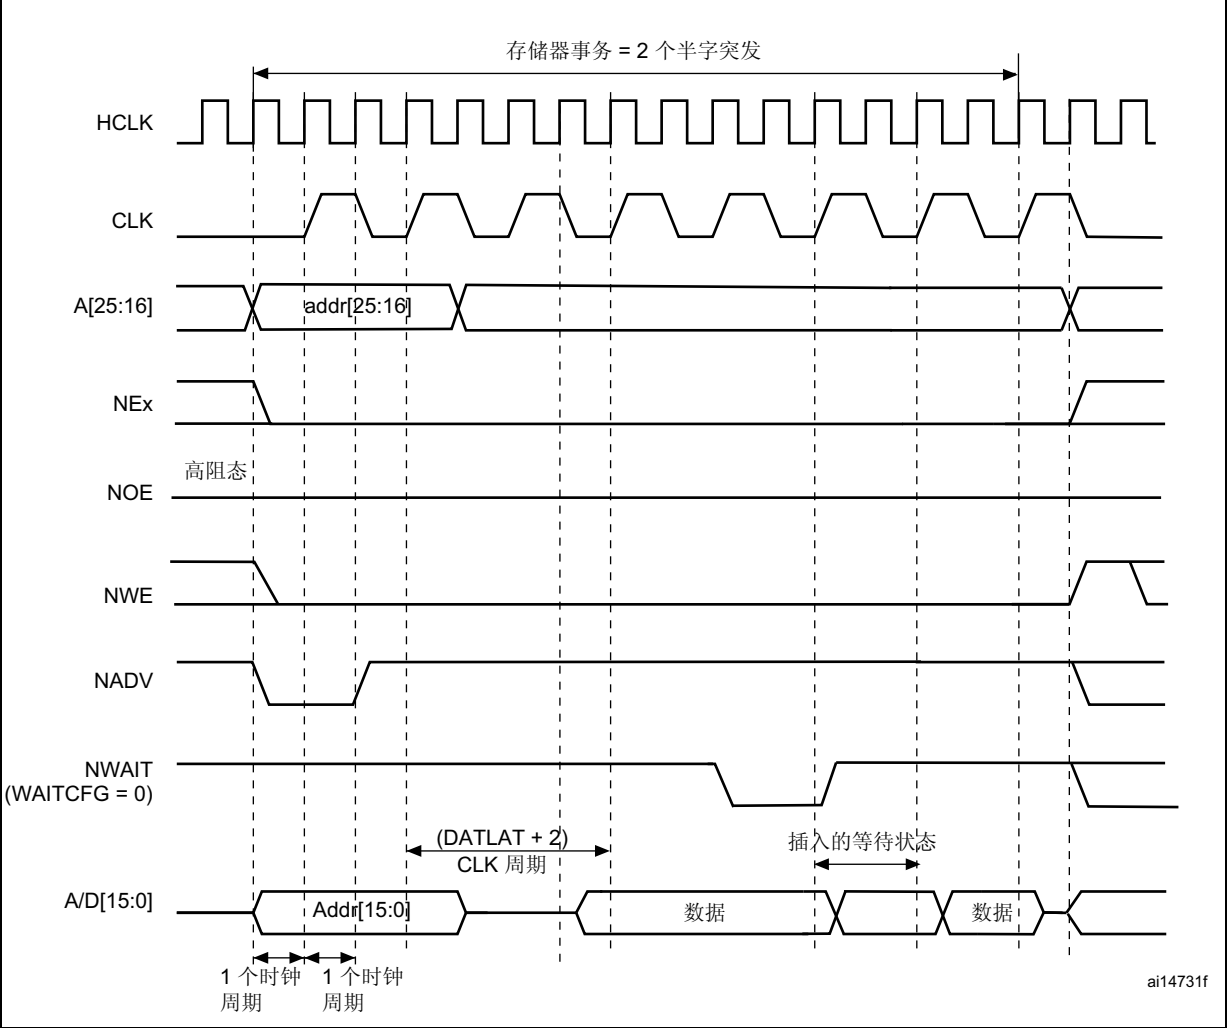 存储器事务 = 2 个半字突发
HCLK
CLK
A[25:16]
addr[25:16]
NEx
高阻态
NOE
NWE
NADV
NWAIT
(WAITCFG = 0)
(DATLAT + 2)
CLK 周期
插入的等待状态
A/D[15:0]
Addr[15:0]
数据
数据
1 个时钟
周期
1 个时钟
周期
ai14731f